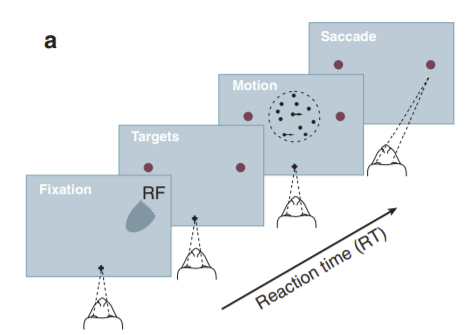 a
Saccade
Motion
Targets
Fixation
RF
Reaction time (RT)